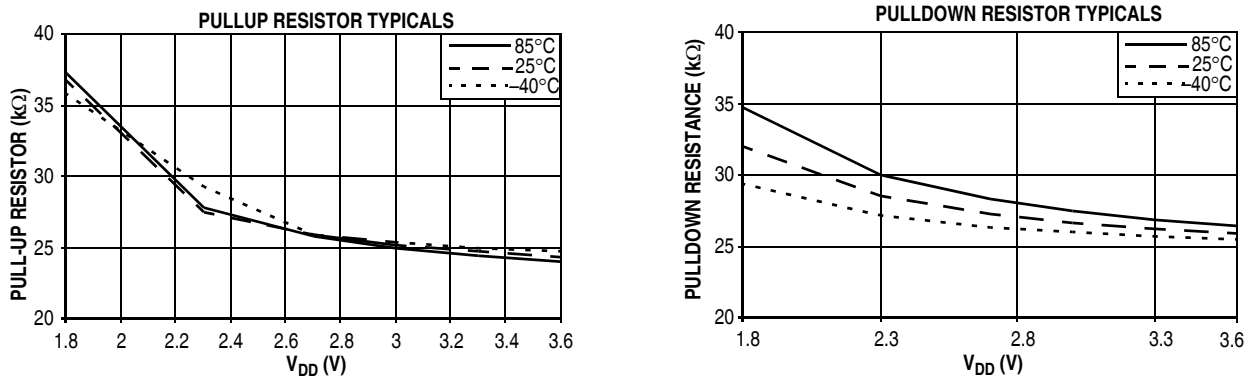 PULLUP RESISTOR TYPICALS
PULL-UP RESISTOR (kΩ)
40
35
30
25
20
1.8 2 2.2 2.4 2.6 2.8 3 3.2 3.4 3.6
VDD (V)
85°C
25°C
–40°C
PULLDOWN RESISTOR TYPICALS
PULLDOWN RESISTANCE (kΩ)
40
35
30
25
20
1.8 2.3 2.8 3.3 3.6
VDD (V)
85°C
25°C
–40°C